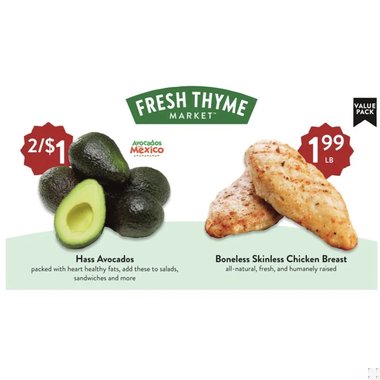 FRESH THYME
MARKET™
VALUE
PACK
2/$1
Avocados
Mexico
1.99
LB
Hass Avocados
packed with heart healthy fats, add these to salads,
sandwiches and more
Boneless Skinless Chicken Breast
all-natural, fresh, and humanely raised